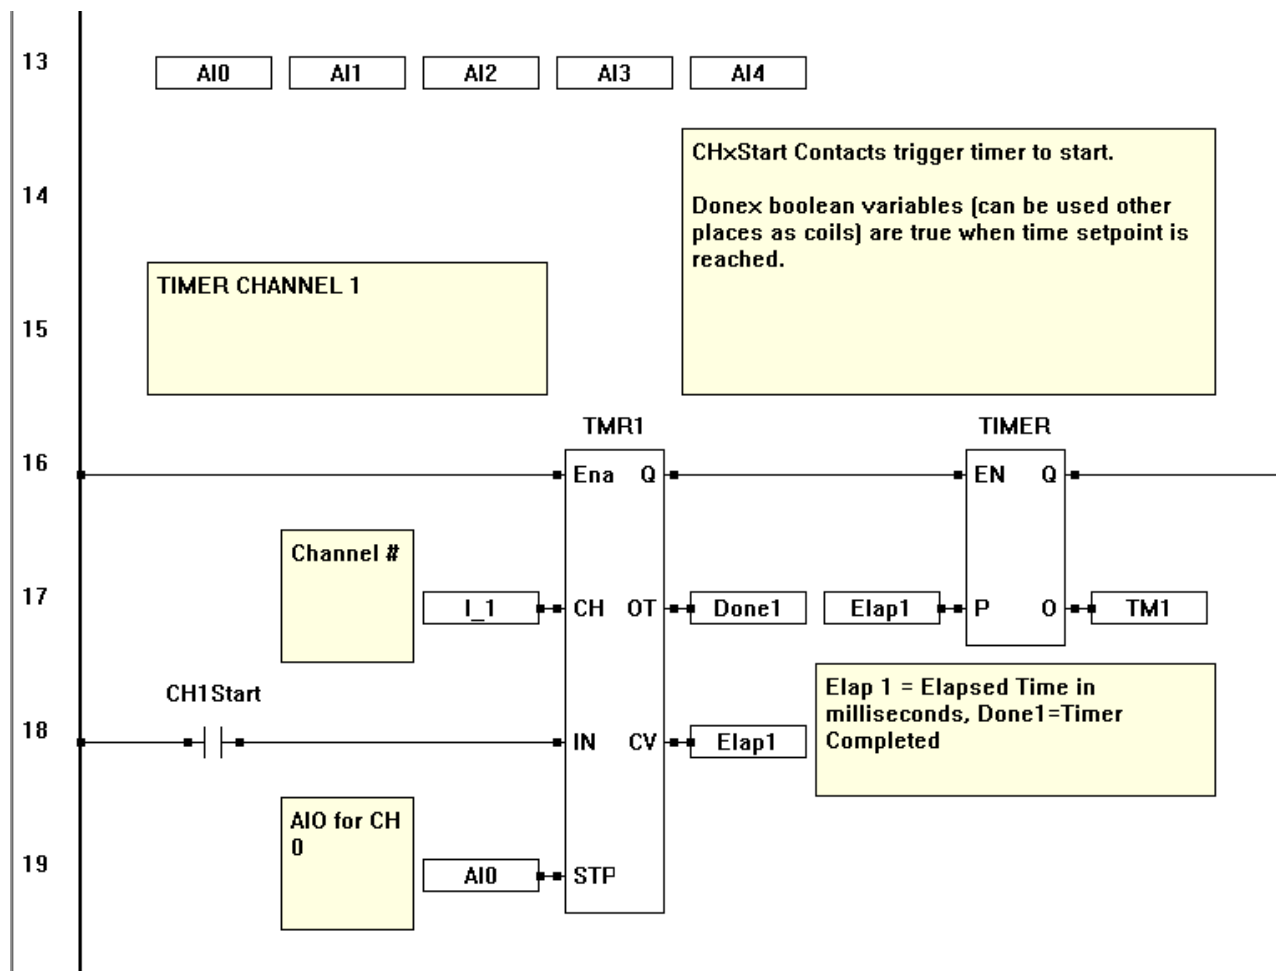 13
AI0 AI1 AI2 AI3 AI4
CHxStart Contacts trigger timer to start.
14
Donex boolean variables (can be used other
places as coils) are true when time setpoint is
reached.
TIMER CHANNEL 1
15
TMR1 TIMER
16
Ena Q EN Q
Channel #
17
I_1 CH OT Done1 Elap1 P O TM1
CH1Start
Elap 1 = Elapsed Time in
milliseconds, Done1=Timer
Completed
18
IN CV Elap1
AIO for CH
0
19
AI0 STP